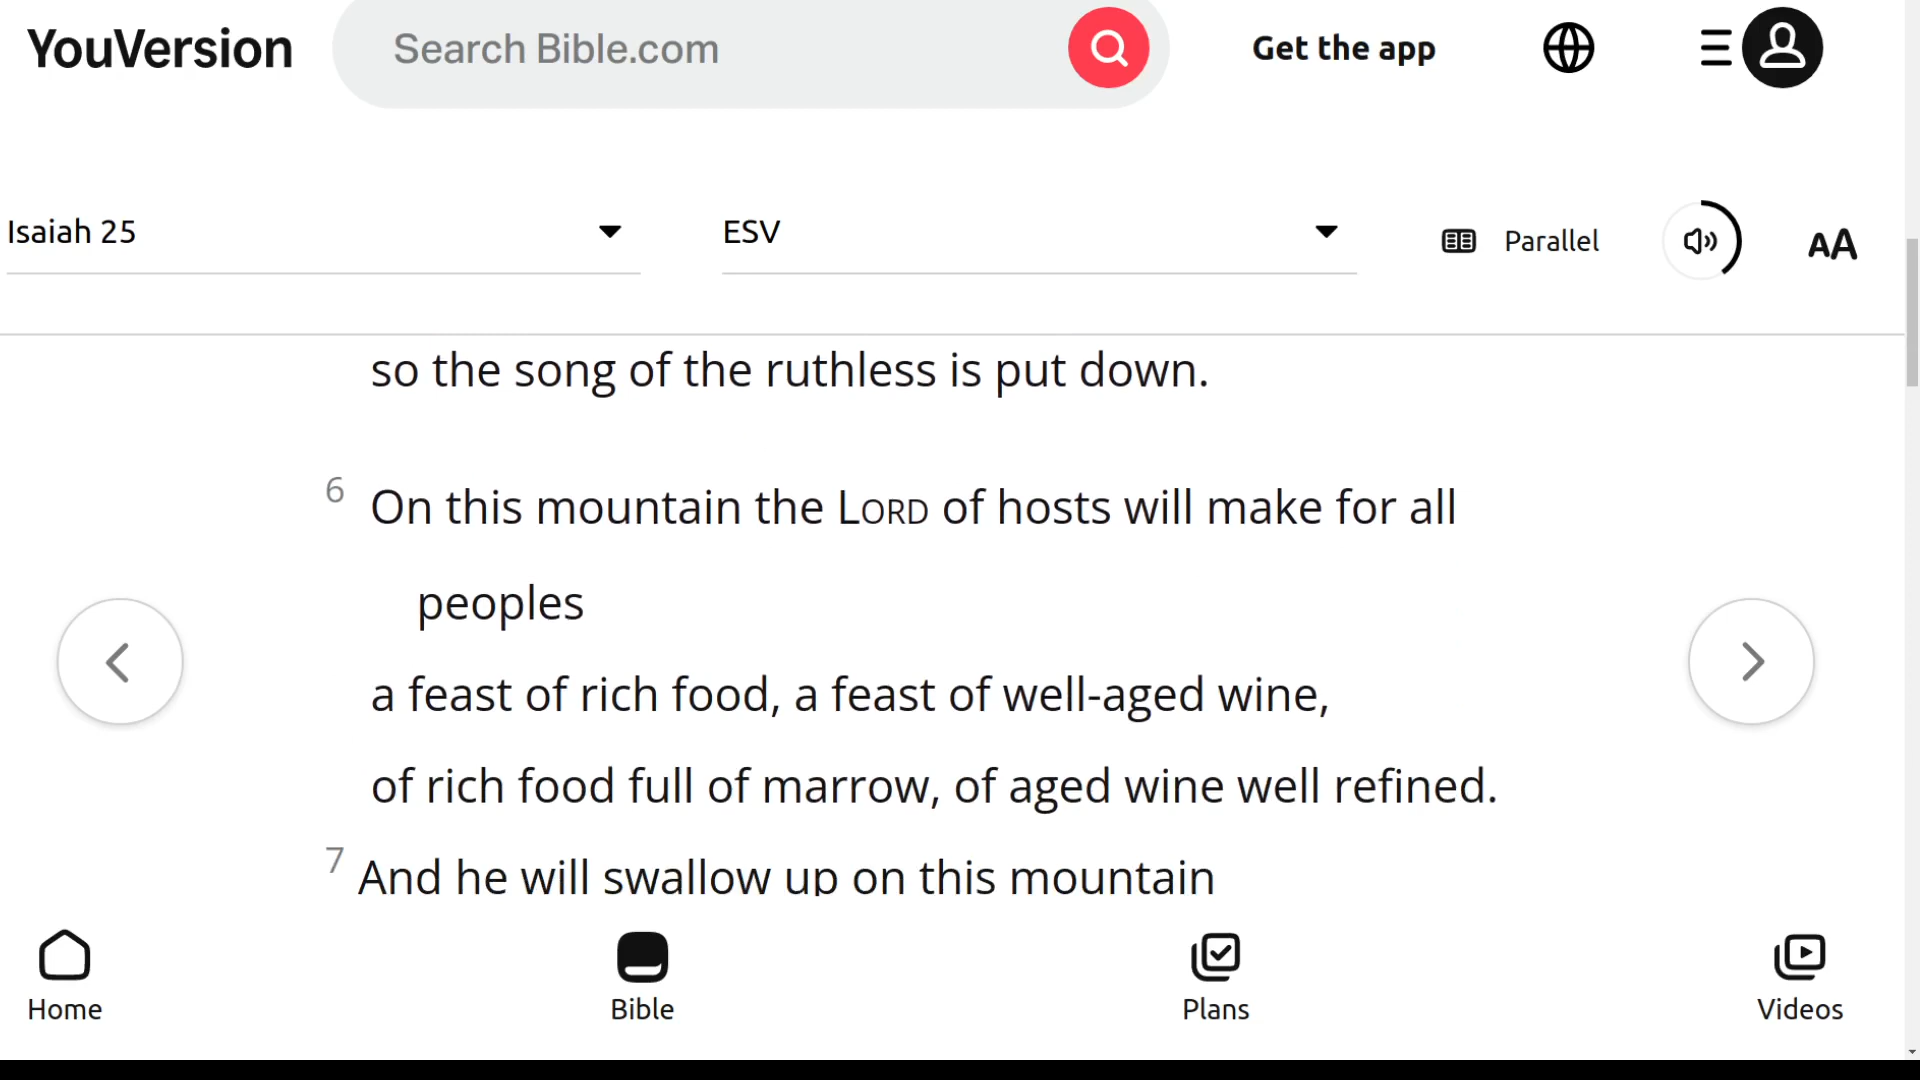 YouVersion
Search Bible.com
Get the app
Isaiah 25
ESV
Parallel
AA
so the song of the ruthless is put down.
6 On this mountain the LORD of hosts will make for all
peoples
a feast of rich food, a feast of well-aged wine,
of rich food full of marrow, of aged wine well refined.
7 And he will swallow up on this mountain
Home
Bible
Plans
Videos